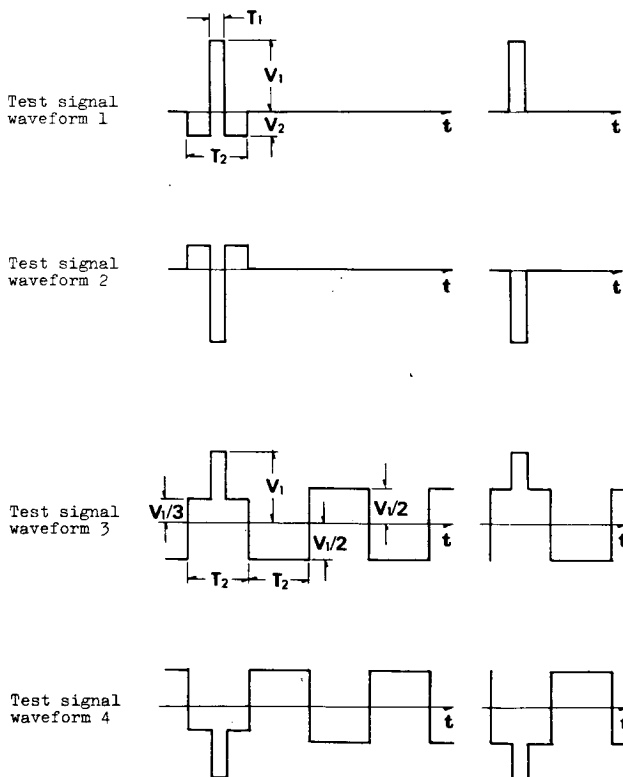 T₁
V₁
Test signal
waveform 1
t
t
V₂
T₂
Test signal
waveform 2
t
t
V₁/3
V₁
V₁/2
Test signal
waveform 3
V₁/2
t
t
T₂
T₂
Test signal
waveform 4
t
t